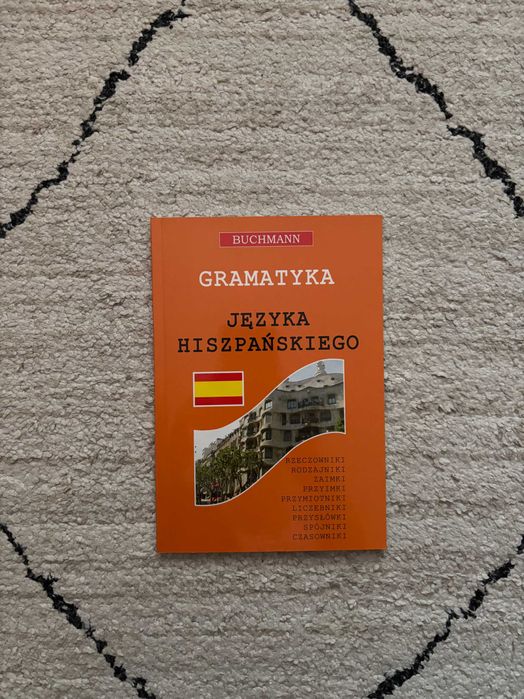 BUCHMANN
GRAMATYKA
JĘZYKA
HISZPAŃSKIEGO
RZECZOWNIKI
RODZAJNIKI
ZAIMKI
PRZYIMKI
PRZYMIOTNIKI
LICZEBNIKI
PRZYSŁÓWKI
SPÓJNIKI
CZASOWNIKI